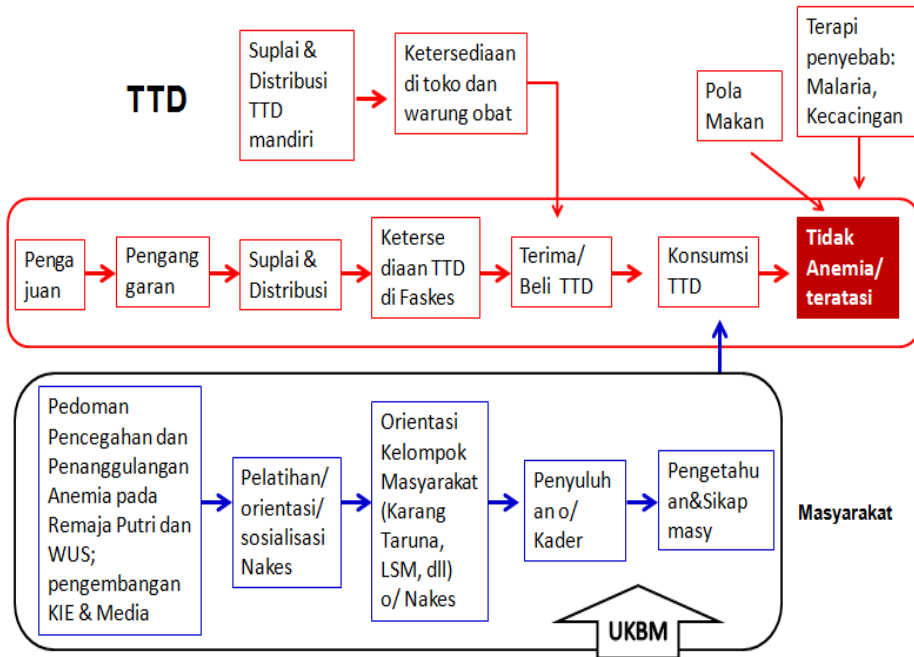 TTD
Suplai &
Distribusi
TTD
mandiri
Ketersediaan
di toko dan
warung obat
Pola
Makan
Terapi
penyebab:
Malaria,
Kecacingan
Penga
juan
Pengang
garan
Suplai &
Distribusi
Keterse
diaan TTD
di Faskes
Terima/
Beli TTD
Konsumsi
TTD
Tidak
Anemia/
teratasi
Pedoman
Pencegahan dan
Penanggulangan
Anemia pada
Remaja Putri dan
WUS;
pengembangan
KIE & Media
Pelatihan/
orientasi/
sosialisasi
Nakes
Orientasi
Kelompok
Masyarakat
(Karang
Taruna,
LSM, dll)
o/ Nakes
Penyuluh
an o/
Kader
Pengetahu
an&Sikap
masy
Masyarakat
UKBM